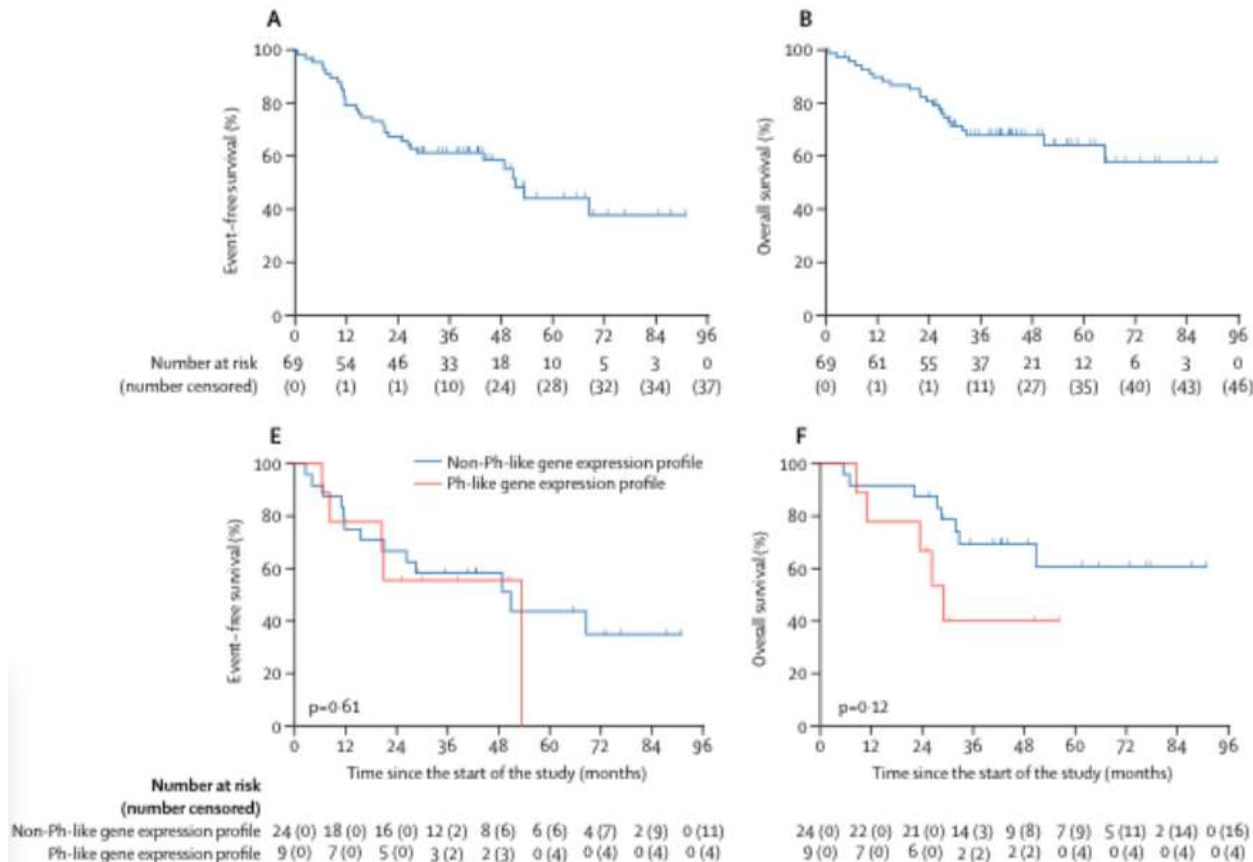 A
Event-free survival (%)
100
80
60
40
20
0
0 12 24 36 48 60 72 84 96
Number at risk 69 54 46 33 18 10 5 3 0
(number censored) (0) (1) (1) (10) (24) (28) (32) (34) (37)
B
Overall survival (%)
100
80
60
40
20
0
0 12 24 36 48 60 72 84 96
69 61 55 37 21 12 6 3 0
(0) (1) (1) (11) (27) (35) (40) (43) (46)
E
Non-Ph-like gene expression profile
Ph-like gene expression profile
Event-free survival (%)
100
80
60
40
20
0
p=0·61
0 12 24 36 48 60 72 84 96
Time since the start of the study (months)
F
Overall survival (%)
100
80
60
40
20
0
p=0·12
0 12 24 36 48 60 72 84 96
Time since the start of the study (months)
Number at risk
(number censored)
Non-Ph-like gene expression profile 24 (0) 18 (0) 16 (0) 12 (2) 8 (6) 6 (6) 4 (7) 2 (9) 0 (11) 24 (0) 22 (0) 21 (0) 14 (3) 9 (8) 7 (9) 5 (11) 2 (14) 0 (16)
Ph-like gene expression profile 9 (0) 7 (0) 5 (0) 3 (2) 2 (3) 0 (4) 0 (4) 0 (4) 0 (4) 9 (0) 7 (0) 6 (0) 2 (2) 2 (2) 0 (4) 0 (4) 0 (4) 0 (4)